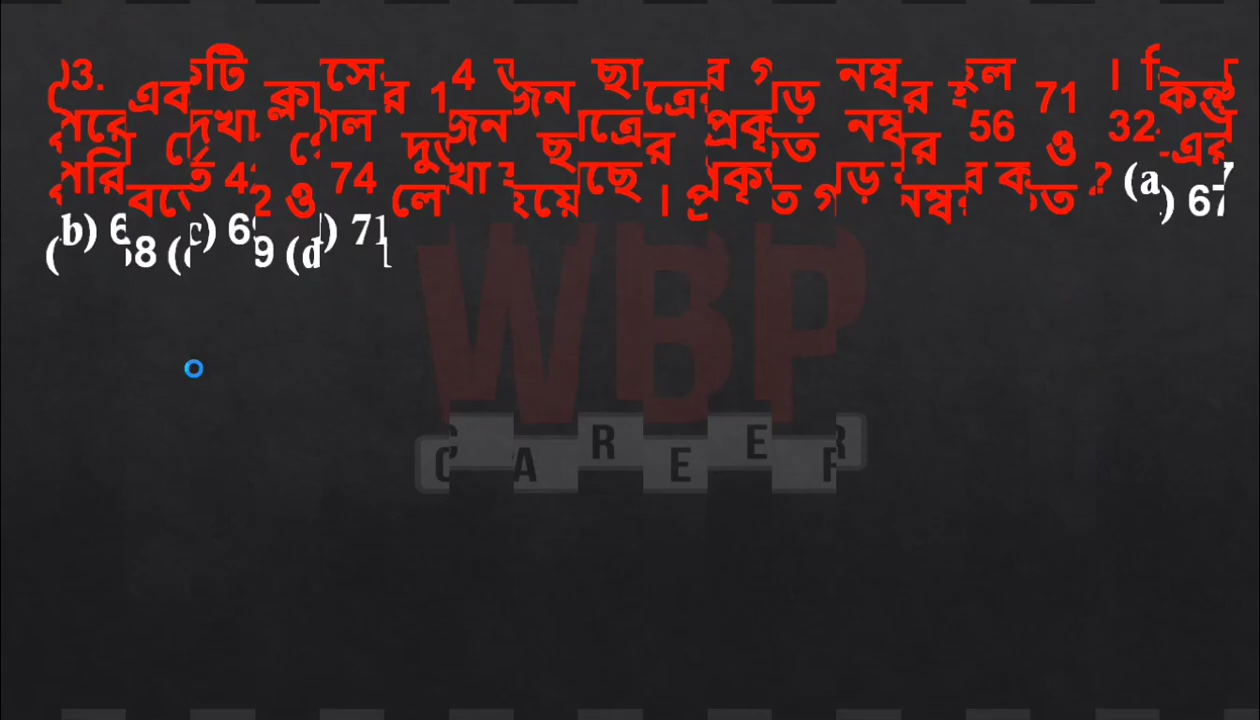 03. একটি ক্লাসের 14 জন ছাত্রের গড় নম্বর হল 71 । কিন্তু
পরে দেখা গেল দুজন ছাত্রের প্রকৃত নম্বর 56 ও 32-এর
পরিবর্তে 42 ও 74 লেখা হয়েছে । প্রকৃত গড় নম্বর কত ? (a) 67
(b) 68 (c) 69 (d) 71
WBP
CAREER